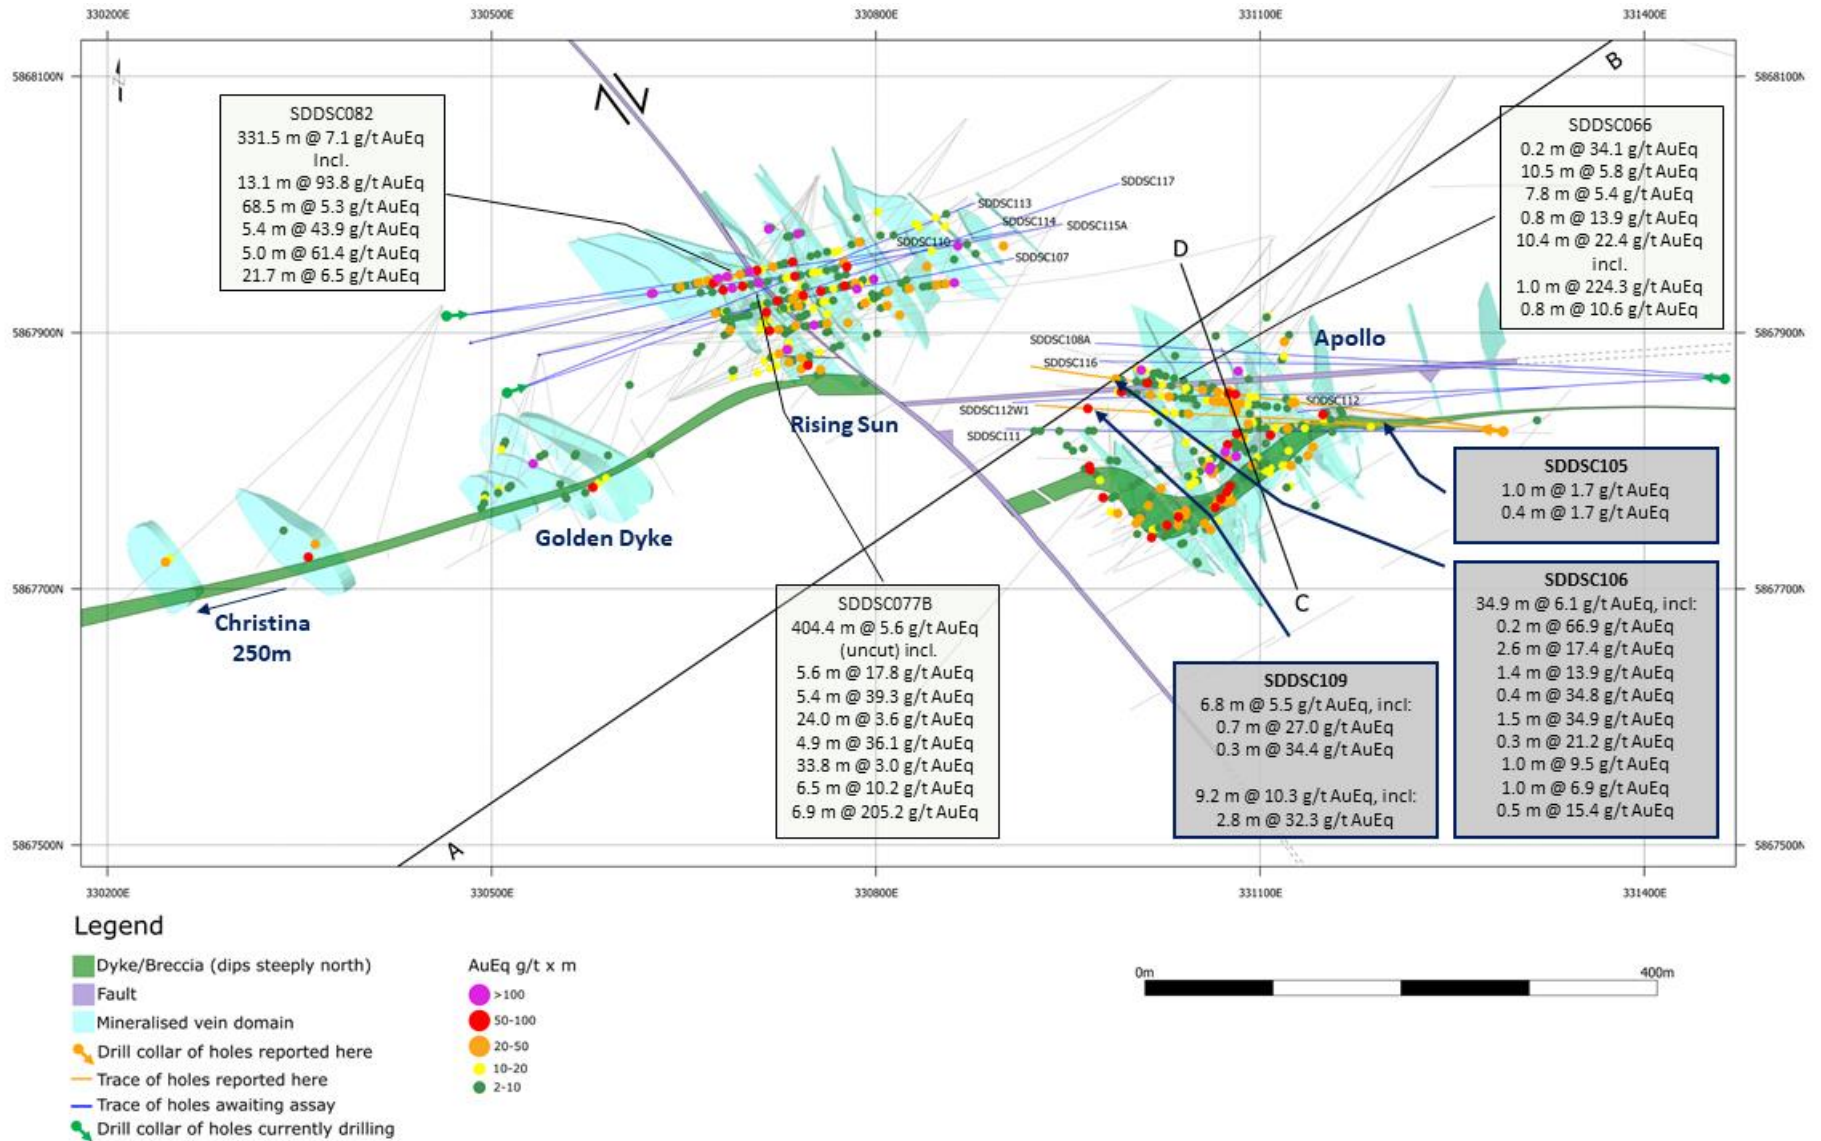 330200E
330500E
330800E
331100E
331400E
5868100N
5868100N
B
SDDSC082
331.5 m @ 7.1 g/t AuEq
Incl.
13.1 m @ 93.8 g/t AuEq
68.5 m @ 5.3 g/t AuEq
5.4 m @ 43.9 g/t AuEq
5.0 m @ 61.4 g/t AuEq
21.7 m @ 6.5 g/t AuEq
SDDSC066
0.2 m @ 34.1 g/t AuEq
10.5 m @ 5.8 g/t AuEq
7.8 m @ 5.4 g/t AuEq
0.8 m @ 13.9 g/t AuEq
10.4 m @ 22.4 g/t AuEq
incl.
1.0 m @ 224.3 g/t AuEq
0.8 m @ 10.6 g/t AuEq
SDDSC117
SDDSC113
SDDSC114
SDDSC115A
SDDSC110
SDDSC107
D
5867900N
5867900N
Apollo
SDDSC108A
SDDSC116
SDDSC112
SDDSC112W1
SDDSC111
Rising Sun
Golden Dyke
SDDSC105
1.0 m @ 1.7 g/t AuEq
0.4 m @ 1.7 g/t AuEq
5867700N
5867700N
C
Christina
250m
SDDSC077B
404.4 m @ 5.6 g/t AuEq
(uncut) incl.
5.6 m @ 17.8 g/t AuEq
5.4 m @ 39.3 g/t AuEq
24.0 m @ 3.6 g/t AuEq
4.9 m @ 36.1 g/t AuEq
33.8 m @ 3.0 g/t AuEq
6.5 m @ 10.2 g/t AuEq
6.9 m @ 205.2 g/t AuEq
SDDSC109
6.8 m @ 5.5 g/t AuEq, incl:
0.7 m @ 27.0 g/t AuEq
0.3 m @ 34.4 g/t AuEq
9.2 m @ 10.3 g/t AuEq, incl:
2.8 m @ 32.3 g/t AuEq
SDDSC106
34.9 m @ 6.1 g/t AuEq, incl:
0.2 m @ 66.9 g/t AuEq
2.6 m @ 17.4 g/t AuEq
1.4 m @ 13.9 g/t AuEq
0.4 m @ 34.8 g/t AuEq
1.5 m @ 34.9 g/t AuEq
0.3 m @ 21.2 g/t AuEq
1.0 m @ 9.5 g/t AuEq
1.0 m @ 6.9 g/t AuEq
0.5 m @ 15.4 g/t AuEq
A
5867500N
5867500N
330200E
330500E
330800E
331100E
331400E
Legend
Dyke/Breccia (dips steeply north)
Fault
Mineralised vein domain
Drill collar of holes reported here
Trace of holes reported here
Trace of holes awaiting assay
Drill collar of holes currently drilling
AuEq g/t x m
>100
50-100
20-50
10-20
2-10
0m
400m